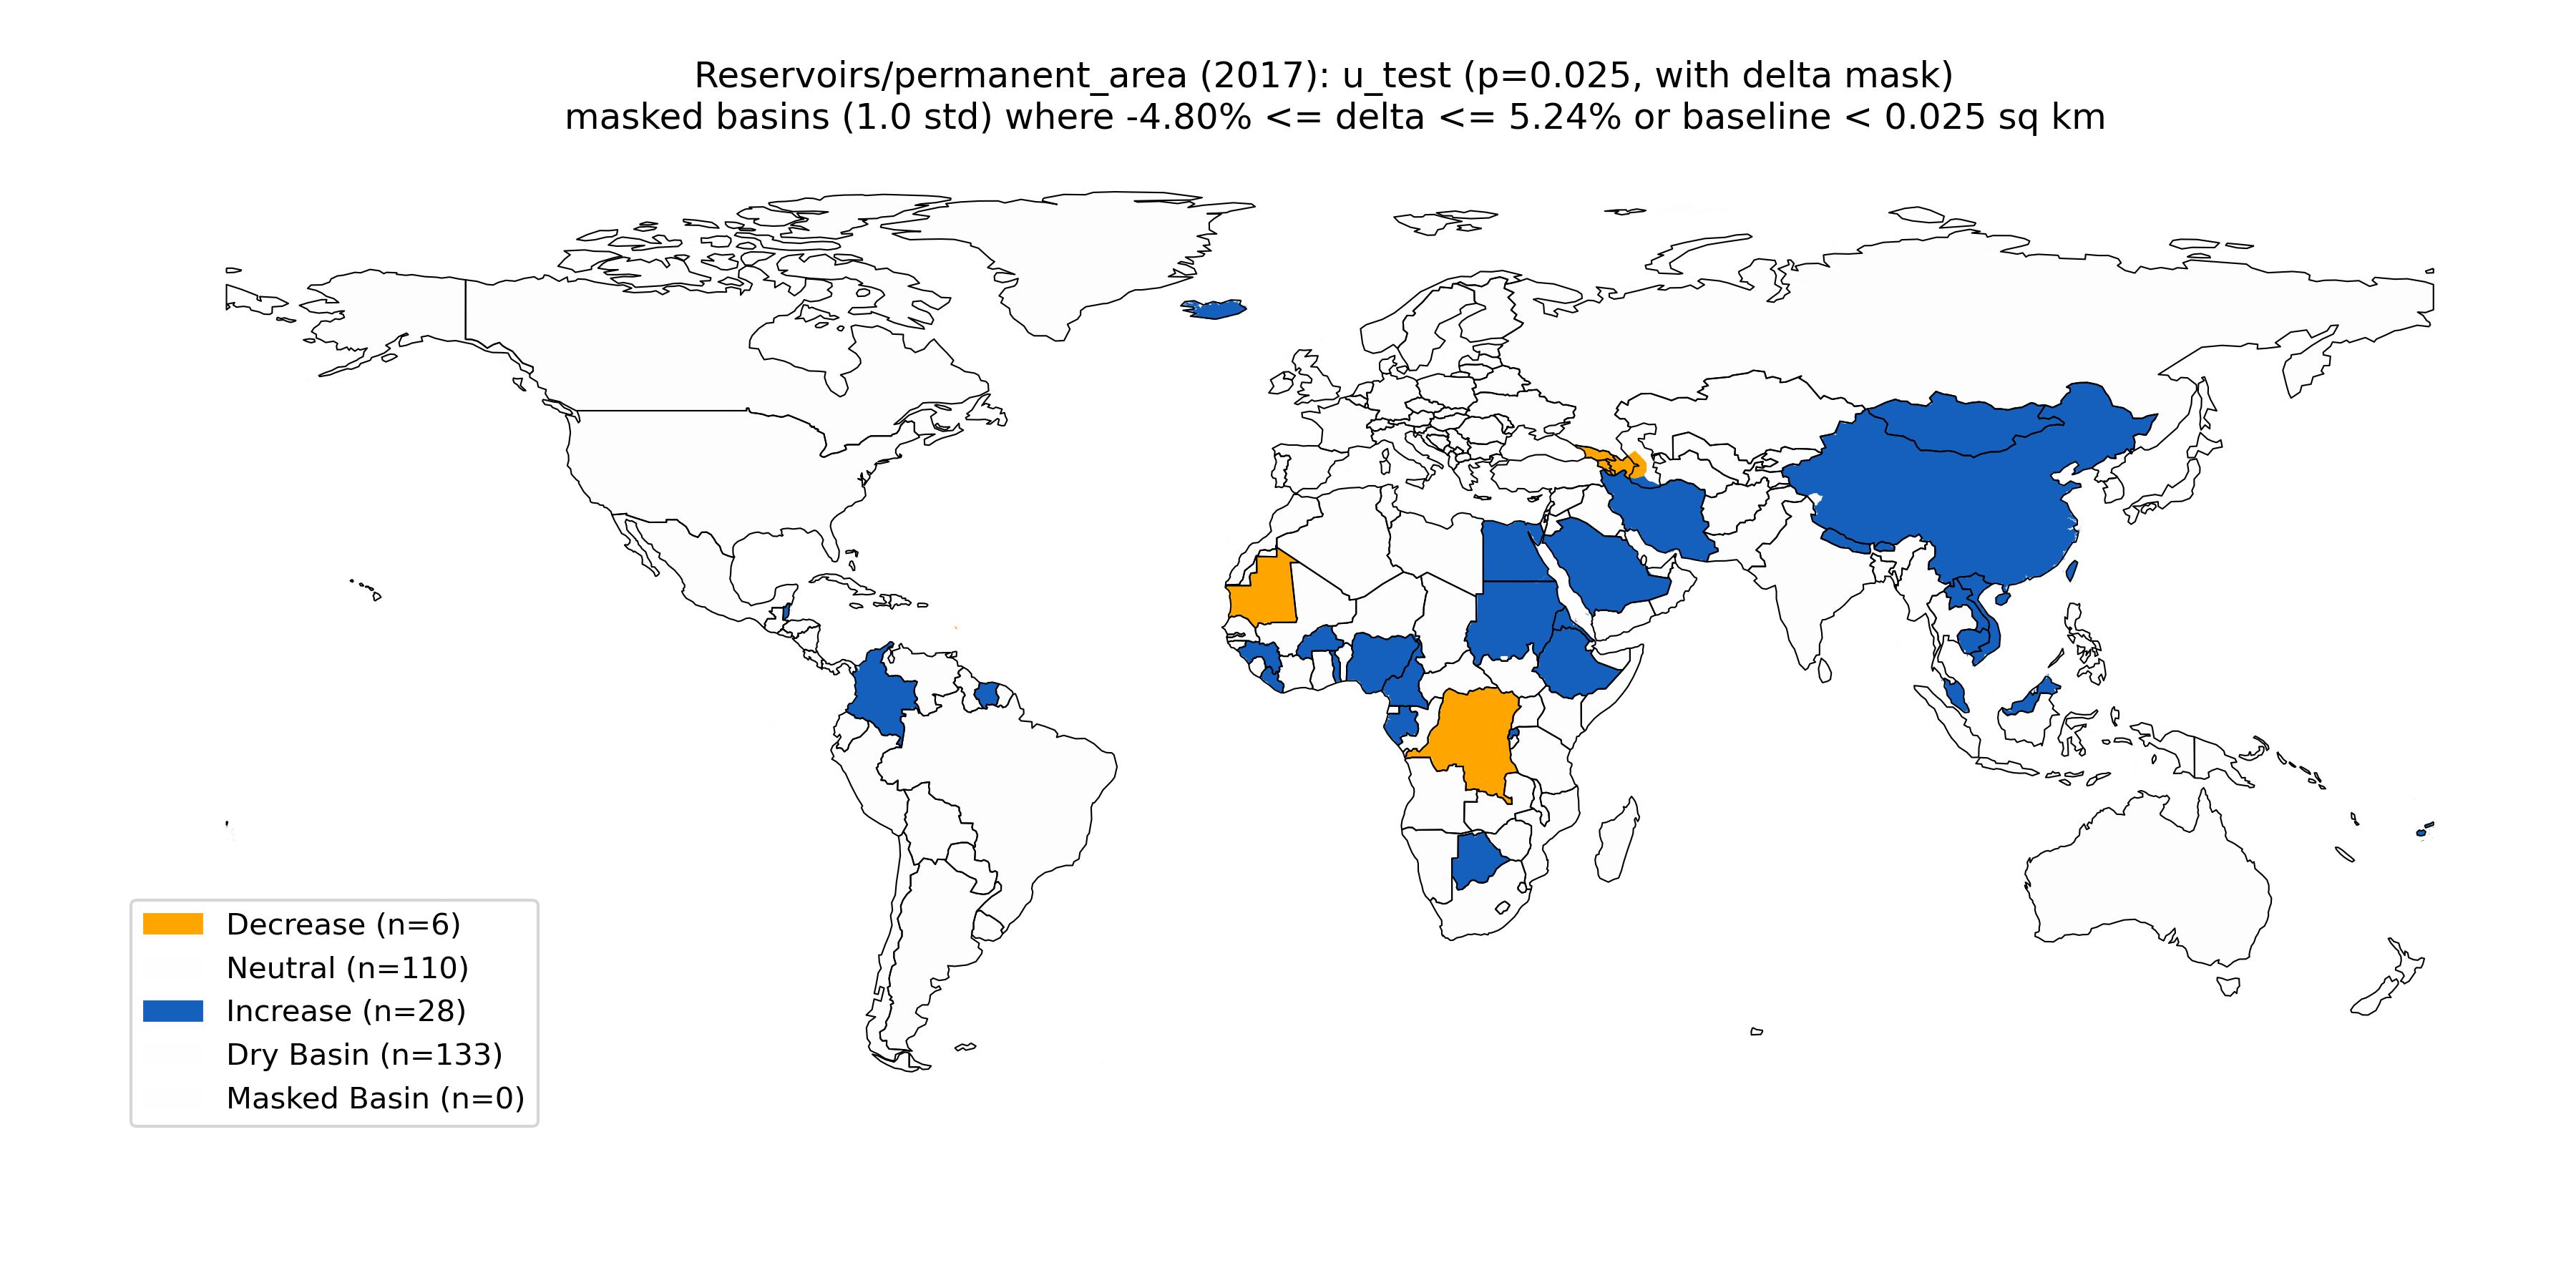 Reservoirs/permanent_area (2017): u_test (p=0.025, with delta mask)
masked basins (1.0 std) where -4.80% <= delta <= 5.24% or baseline < 0.025 sq km
Decrease (n=6)
Neutral (n=110)
Increase (n=28)
Dry Basin (n=133)
Masked Basin (n=0)